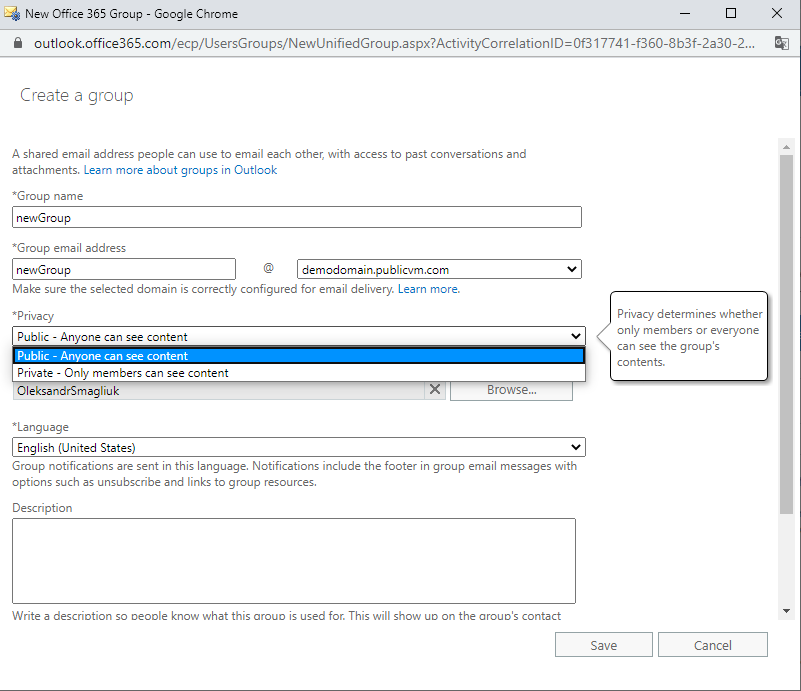 New Office 365 Group - Google Chrome
outlook.office365.com/ecp/UsersGroups/NewUnifiedGroup.aspx?ActivityCorrelationID=0f317741-f360-8b3f-2a30-2...
Create a group
A shared email address people can use to email each other, with access to past conversations and
attachments. Learn more about groups in Outlook
*Group name
newGroup
*Group email address
newGroup @ demodomain.publicvm.com
Make sure the selected domain is correctly configured for email delivery. Learn more.
*Privacy
Public - Anyone can see content
Public - Anyone can see content
Private - Only members can see content
OleksandrSmagliuk Browse...
Privacy determines whether
only members or everyone
can see the group's
contents.
*Language
English (United States)
Group notifications are sent in this language. Notifications include the footer in group email messages with
options such as unsubscribe and links to group resources.
Description
Write a description so people know what this group is used for. This will show up on the group's contact
Save Cancel